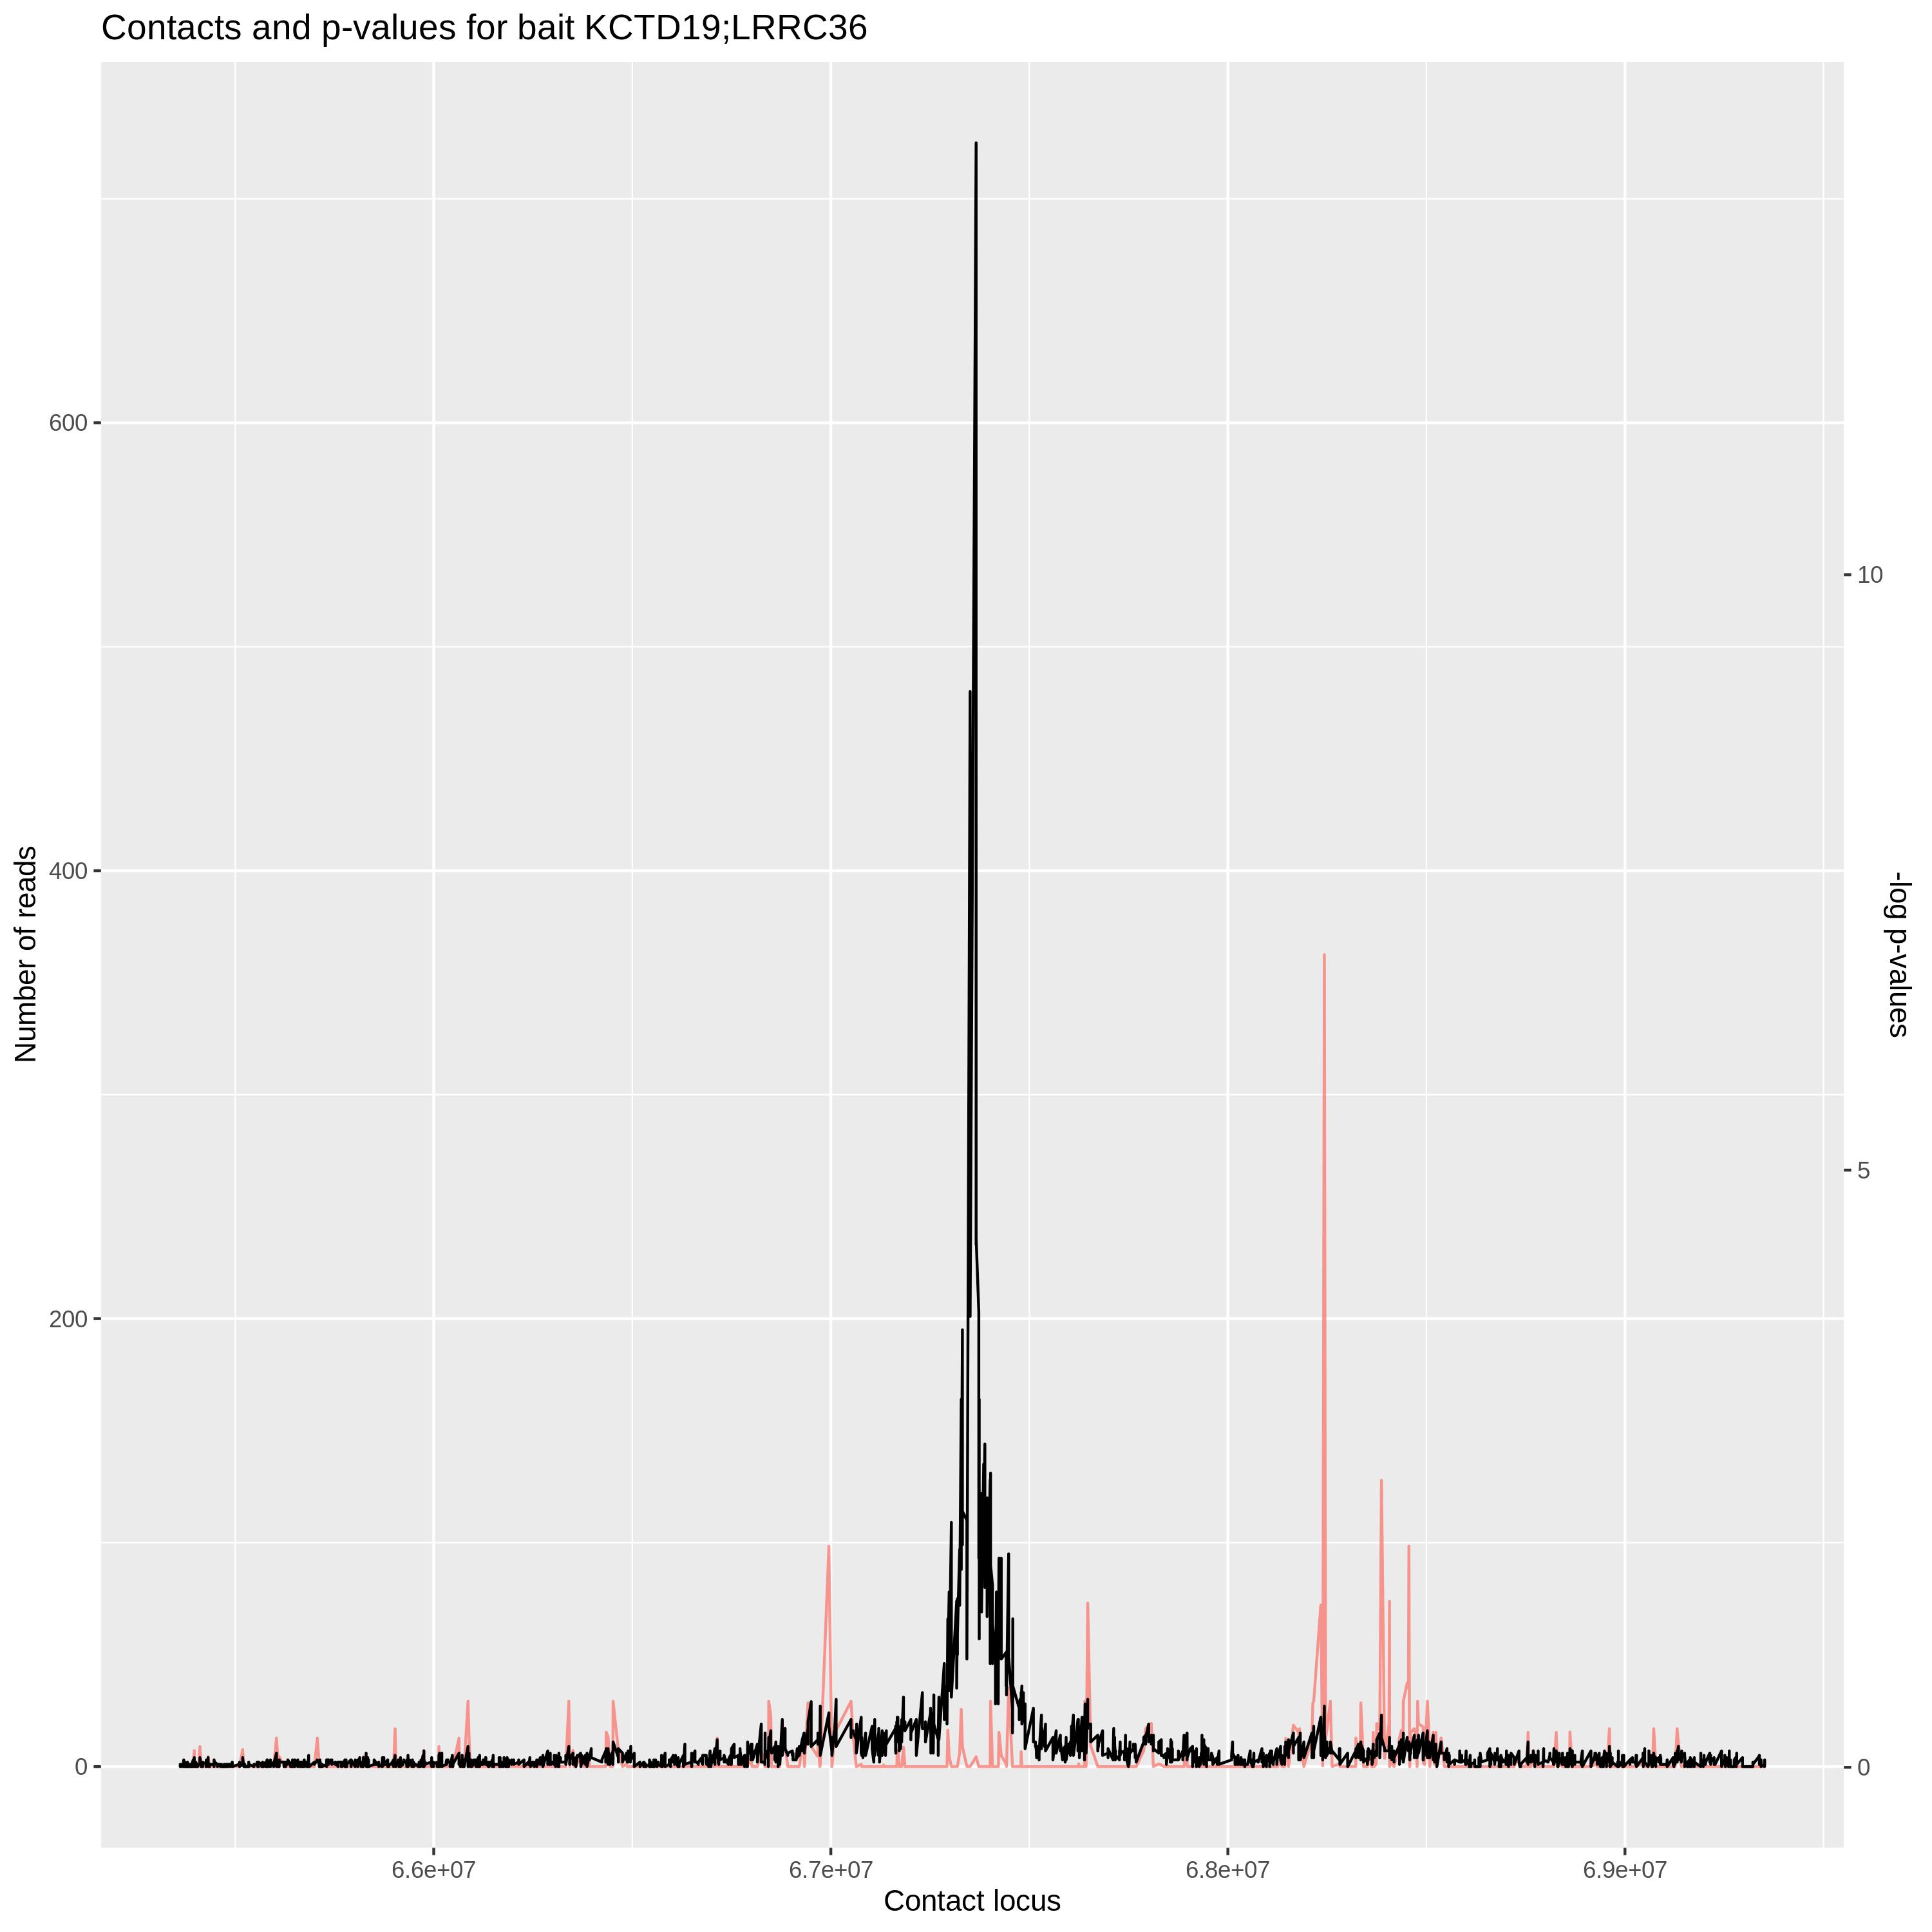 Contacts and p-values for bait KCTD19;LRRC36
Number of reads
600
400
200
0
10
5
0
-log p-values
6.6e+07
6.7e+07
6.8e+07
6.9e+07
Contact locus